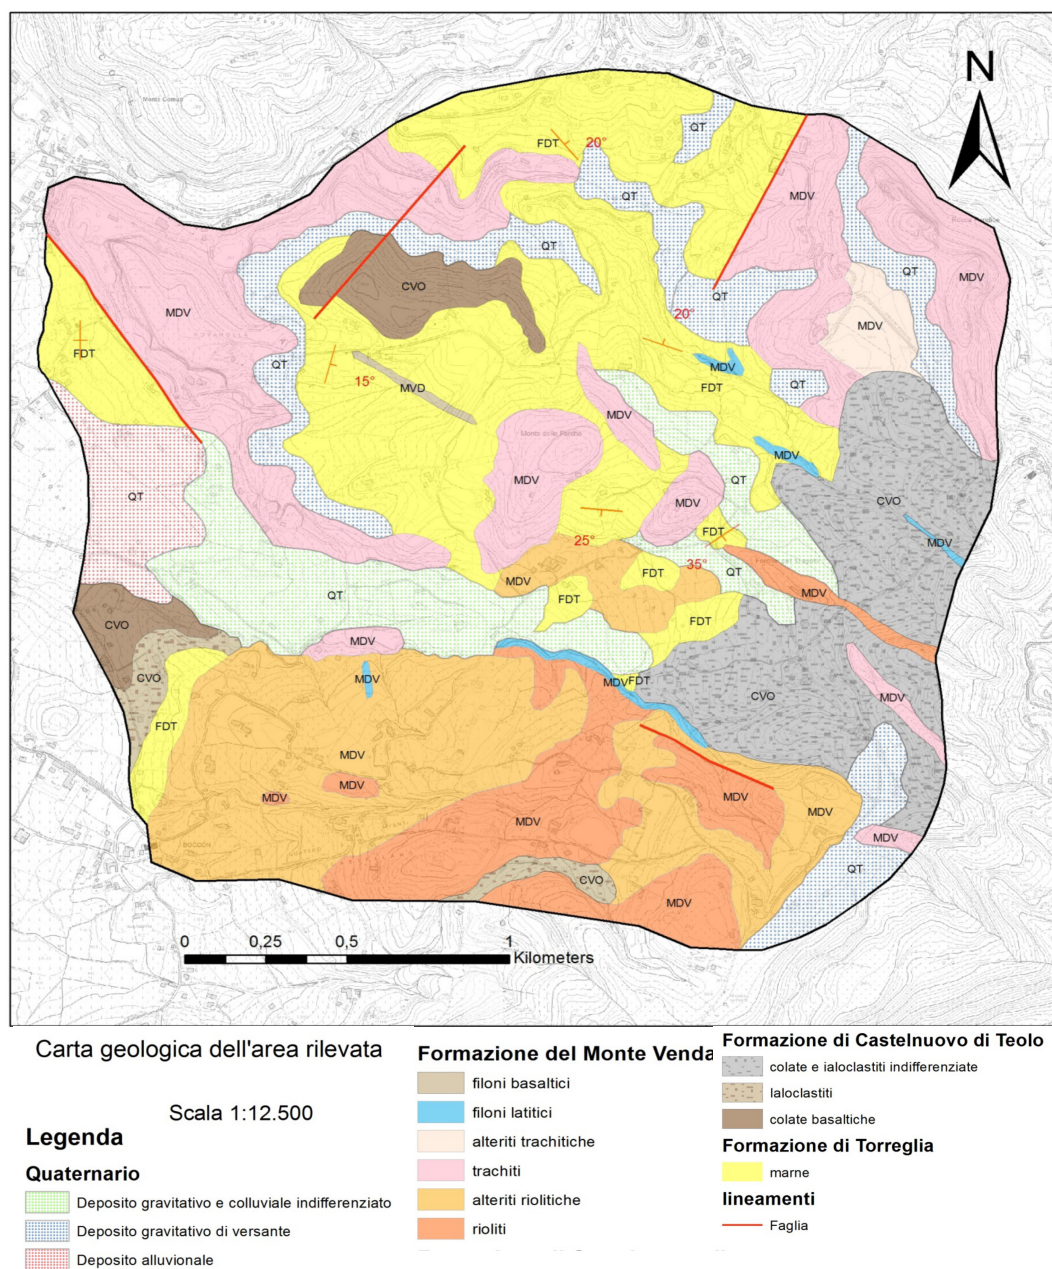 N
QT
FDT
20°
MDV
QT
MDV
QT
QT
MDV
CVO
QT
MDV
20°
MDV
FDT
QT
MDV
15°
MVD
FDT
QT
MDV
MDV
QT
MDV
MDV
QT
CVO
FDT
25°
MDV
35°
QT
MDV
FDT
MDV
QT
FDT
FDT
CVO
MDV
CVO
MDV
MDV
FDT
CVO
MDV
FDT
MDV
MDV
MDV
MDV
MDV
MDV
MDV
QT
CVO
MDV
0 0,25 0,5 1
Kilometers
Carta geologica dell'area rilevata
Scala 1:12.500
Legenda
Quaternario
Deposito gravitativo e colluviale indifferenziato
Deposito gravitativo di versante
Deposito alluvionale
Formazione del Monte Venda
filoni basaltici
filoni latitici
alteriti trachitiche
trachiti
alteriti riolitiche
rioliti
Formazione di Castelnuovo di Teolo
colate e ialoclastiti indifferenziate
Ialoclastiti
colate basaltiche
Formazione di Torreglia
marne
lineamenti
Faglia